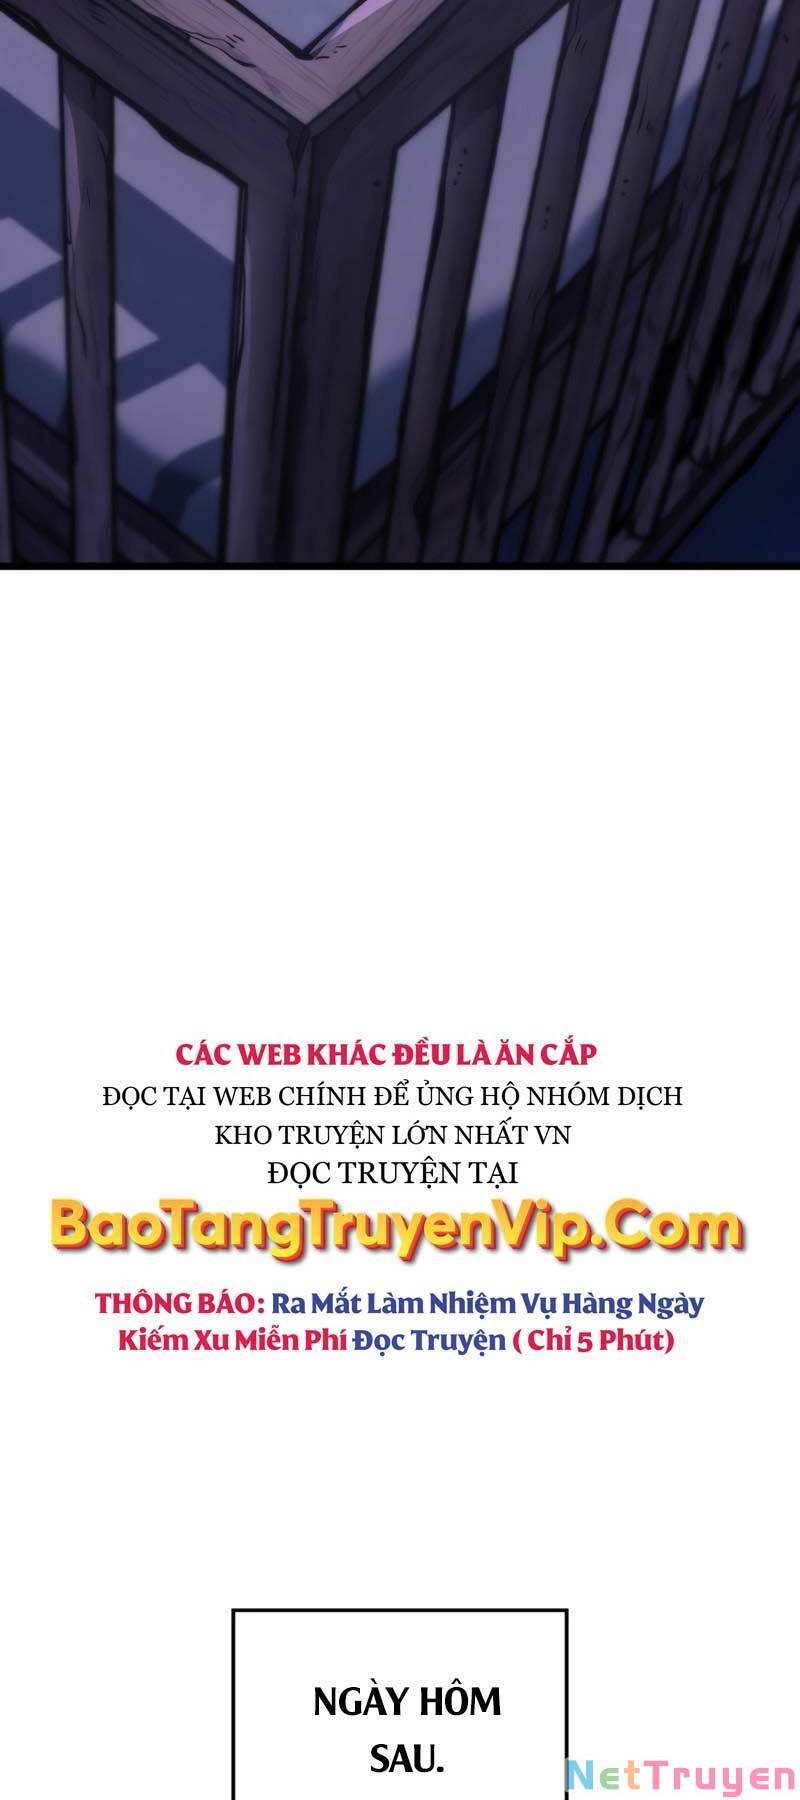 CÁC WEB KHÁC ĐỀU LÀ ĂN CẮP
ĐỌC TẠI WEB CHÍNH ĐỂ ỦNG HỘ NHÓM DỊCH
KHO TRUYỆN LỚN NHẤT VN
ĐỌC TRUYỆN TẠI
BaoTangTruyenVip.Com
THÔNG BÁO: Ra Mắt Làm Nhiệm Vụ Hàng Ngày
Kiếm Xu Miễn Phí Đọc Truyện ( Chỉ 5 Phút)
NGÀY HÔM
SAU.
NetTruyen